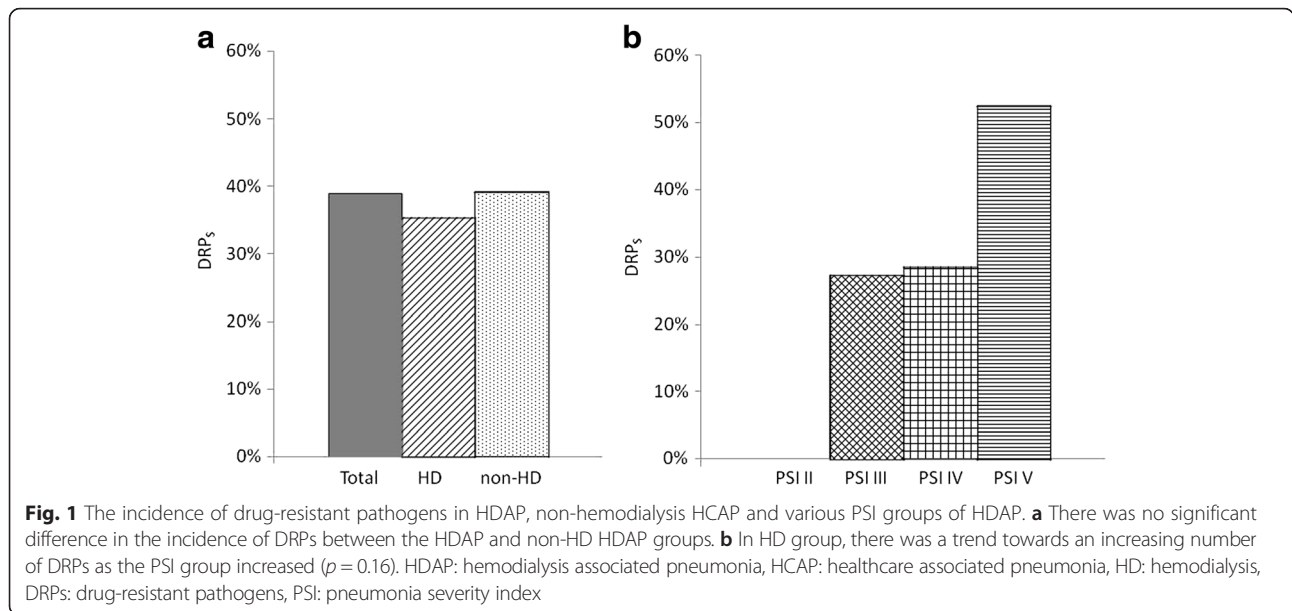 a
60%
50%
40%
30%
20%
10%
0%
DRPs
Total HD non-HD
b
60%
50%
40%
30%
20%
10%
0%
DRPs
PSI II PSI III PSI IV PSI V
Fig. 1 The incidence of drug-resistant pathogens in HDAP, non-hemodialysis HCAP and various PSI groups of HDAP. a There was no significant
difference in the incidence of DRPs between the HDAP and non-HD HDAP groups. b In HD group, there was a trend towards an increasing number
of DRPs as the PSI group increased (p = 0.16). HDAP: hemodialysis associated pneumonia, HCAP: healthcare associated pneumonia, HD: hemodialysis,
DRPs: drug-resistant pathogens, PSI: pneumonia severity index